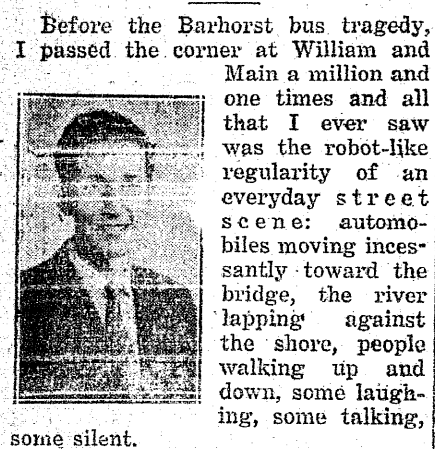 Before the Barhorst bus tragedy,
I passed the corner at William and
Main a million and
one times and all
that I ever saw
was the robot-like
regularity of an
everyday street
scene: automo-
biles moving inces-
santly toward the
bridge, the river
lapping against
the shore, people
walking up and
down, some laugh-
ing, some talking,
some silent.